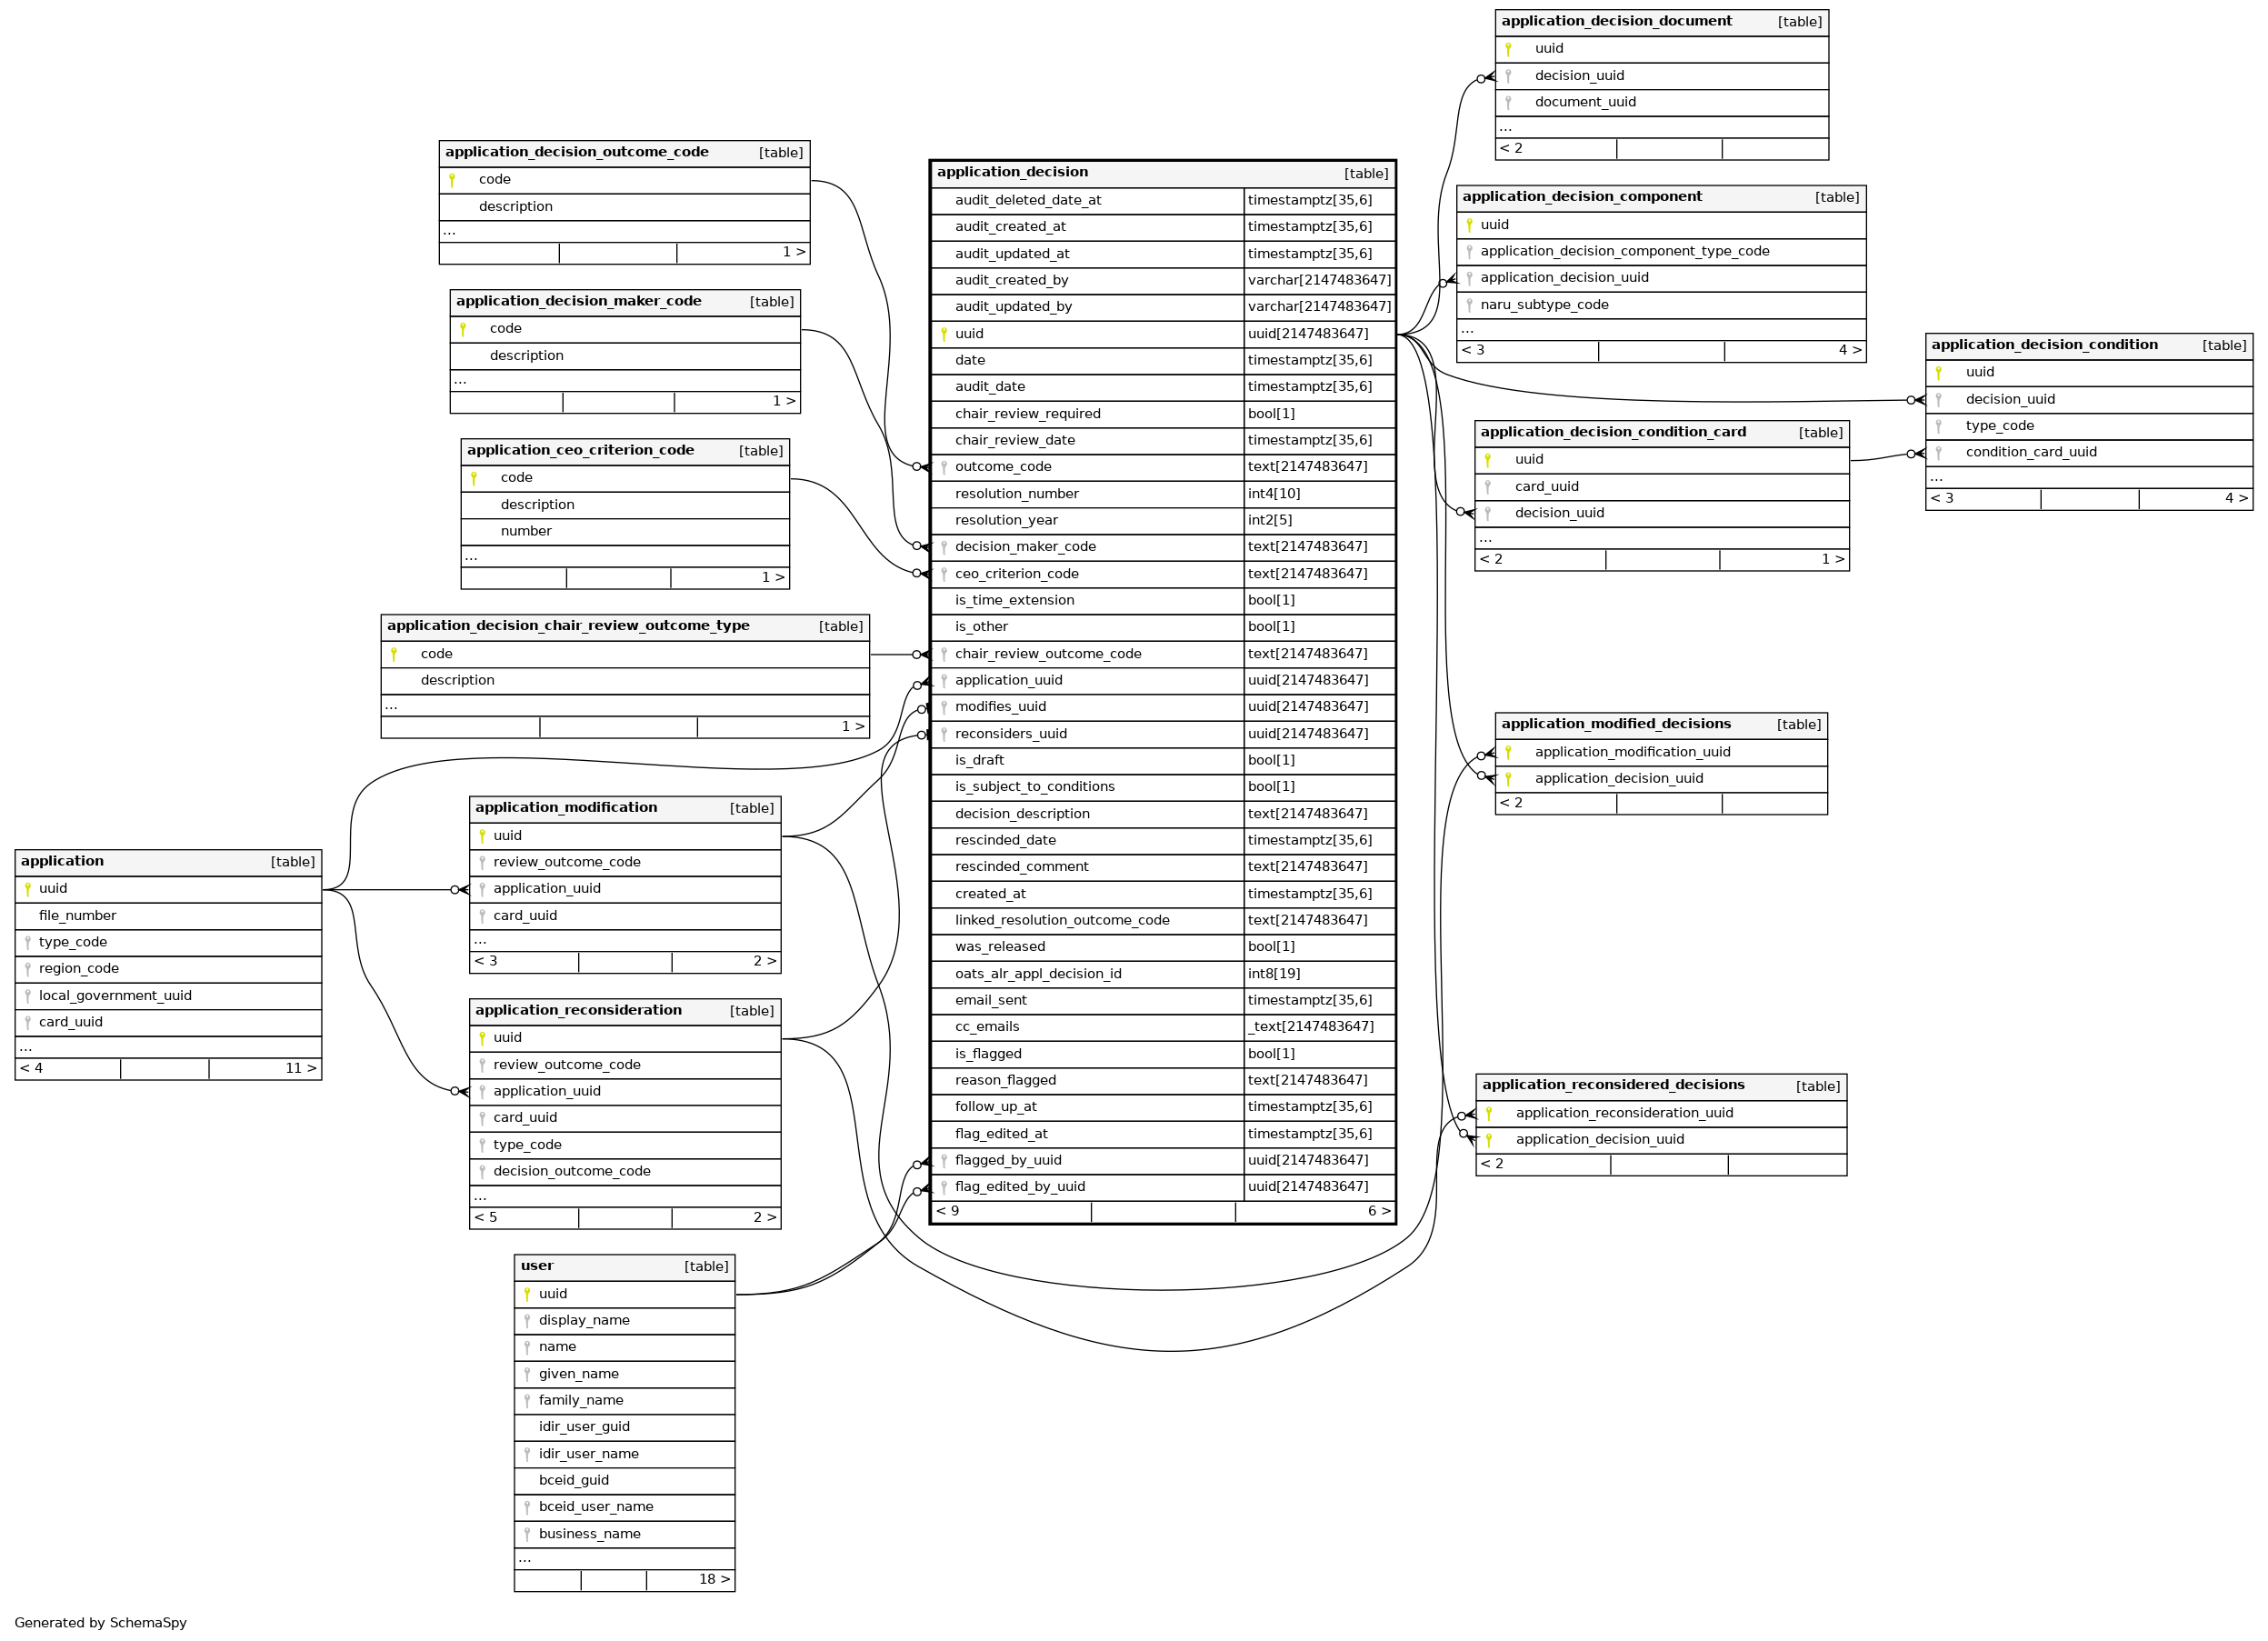 application_decision_document [table]
uuid
decision_uuid
document_uuid
...
< 2
application_decision_outcome_code [table]
code
description
...
1 >
application_decision_maker_code [table]
code
description
...
1 >
application_ceo_criterion_code [table]
code
description
number
...
1 >
application_decision_chair_review_outcome_type [table]
code
description
...
1 >
application_modification [table]
uuid
review_outcome_code
application_uuid
card_uuid
...
< 3 2 >
application [table]
uuid
file_number
type_code
region_code
local_government_uuid
card_uuid
...
< 4 11 >
application_reconsideration [table]
uuid
review_outcome_code
application_uuid
card_uuid
type_code
decision_outcome_code
...
< 5 2 >
user [table]
uuid
display_name
name
given_name
family_name
idir_user_guid
idir_user_name
bceid_guid
bceid_user_name
business_name
...
18 >
application_decision [table]
audit_deleted_date_at timestamptz[35,6]
audit_created_at timestamptz[35,6]
audit_updated_at timestamptz[35,6]
audit_created_by varchar[2147483647]
audit_updated_by varchar[2147483647]
uuid uuid[2147483647]
date timestamptz[35,6]
audit_date timestamptz[35,6]
chair_review_required bool[1]
chair_review_date timestamptz[35,6]
outcome_code text[2147483647]
resolution_number int4[10]
resolution_year int2[5]
decision_maker_code text[2147483647]
ceo_criterion_code text[2147483647]
is_time_extension bool[1]
is_other bool[1]
chair_review_outcome_code text[2147483647]
application_uuid uuid[2147483647]
modifies_uuid uuid[2147483647]
reconsiders_uuid uuid[2147483647]
is_draft bool[1]
is_subject_to_conditions bool[1]
decision_description text[2147483647]
rescinded_date timestamptz[35,6]
rescinded_comment text[2147483647]
created_at timestamptz[35,6]
linked_resolution_outcome_code text[2147483647]
was_released bool[1]
oats_alr_appl_decision_id int8[19]
email_sent timestamptz[35,6]
cc_emails _text[2147483647]
is_flagged bool[1]
reason_flagged text[2147483647]
follow_up_at timestamptz[35,6]
flag_edited_at timestamptz[35,6]
flagged_by_uuid uuid[2147483647]
flag_edited_by_uuid uuid[2147483647]
< 9 6 >
application_decision_component [table]
uuid
application_decision_component_type_code
application_decision_uuid
naru_subtype_code
...
< 3 4 >
application_decision_condition [table]
uuid
decision_uuid
type_code
condition_card_uuid
...
< 3 4 >
application_decision_condition_card [table]
uuid
card_uuid
decision_uuid
...
< 2 1 >
application_modified_decisions [table]
application_modification_uuid
application_decision_uuid
< 2
application_reconsidered_decisions [table]
application_reconsideration_uuid
application_decision_uuid
< 2
Generated by SchemaSpy